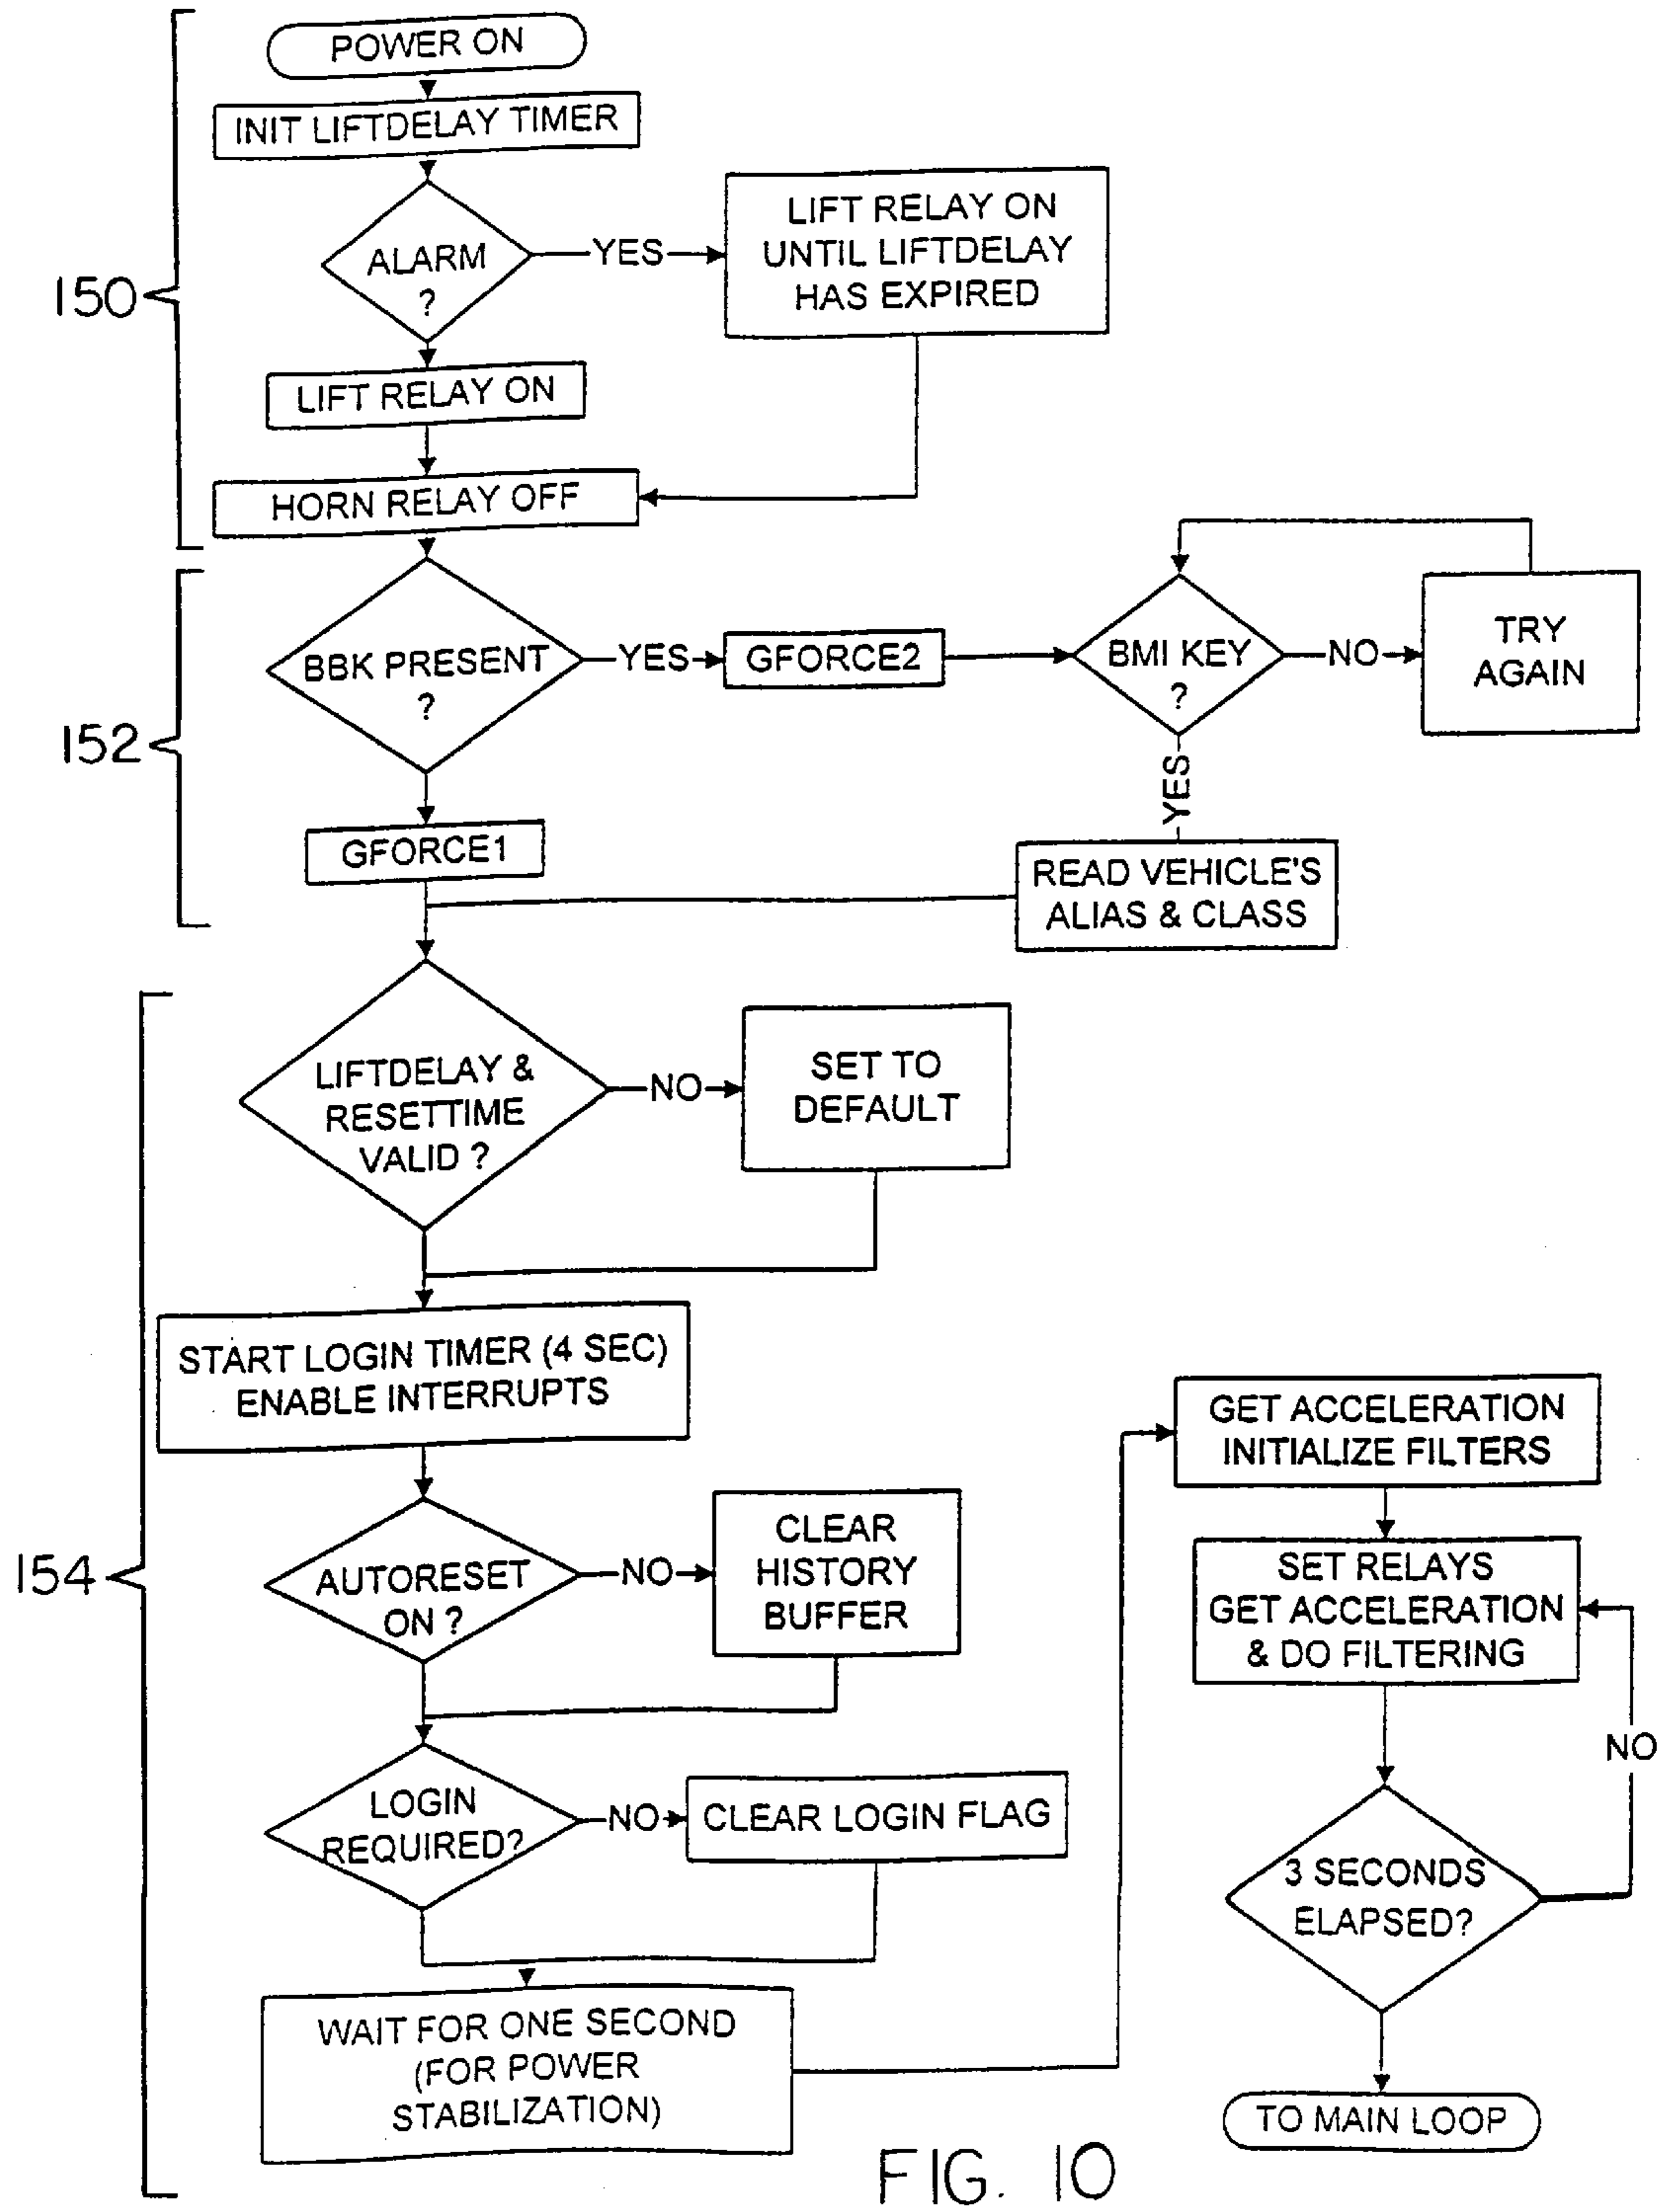 POWER ON
INIT LIFTDELAY TIMER
ALARM
?
YES
LIFT RELAY ON
UNTIL LIFTDELAY
HAS EXPIRED
150
LIFT RELAY ON
HORN RELAY OFF
BBK PRESENT
?
YES
GFORCE2
BMI KEY
?
NO
TRY
AGAIN
152
YES
GFORCE1
READ VEHICLE'S
ALIAS & CLASS
LIFTDELAY &
RESETTIME
VALID ?
NO
SET TO
DEFAULT
START LOGIN TIMER (4 SEC)
ENABLE INTERRUPTS
154
AUTORESET
ON ?
NO
CLEAR
HISTORY
BUFFER
LOGIN
REQUIRED?
NO
CLEAR LOGIN FLAG
WAIT FOR ONE SECOND
(FOR POWER
STABILIZATION)
GET ACCELERATION
INITIALIZE FILTERS
SET RELAYS
GET ACCELERATION
& DO FILTERING
NO
3 SECONDS
ELAPSED?
TO MAIN LOOP
FIG. 10